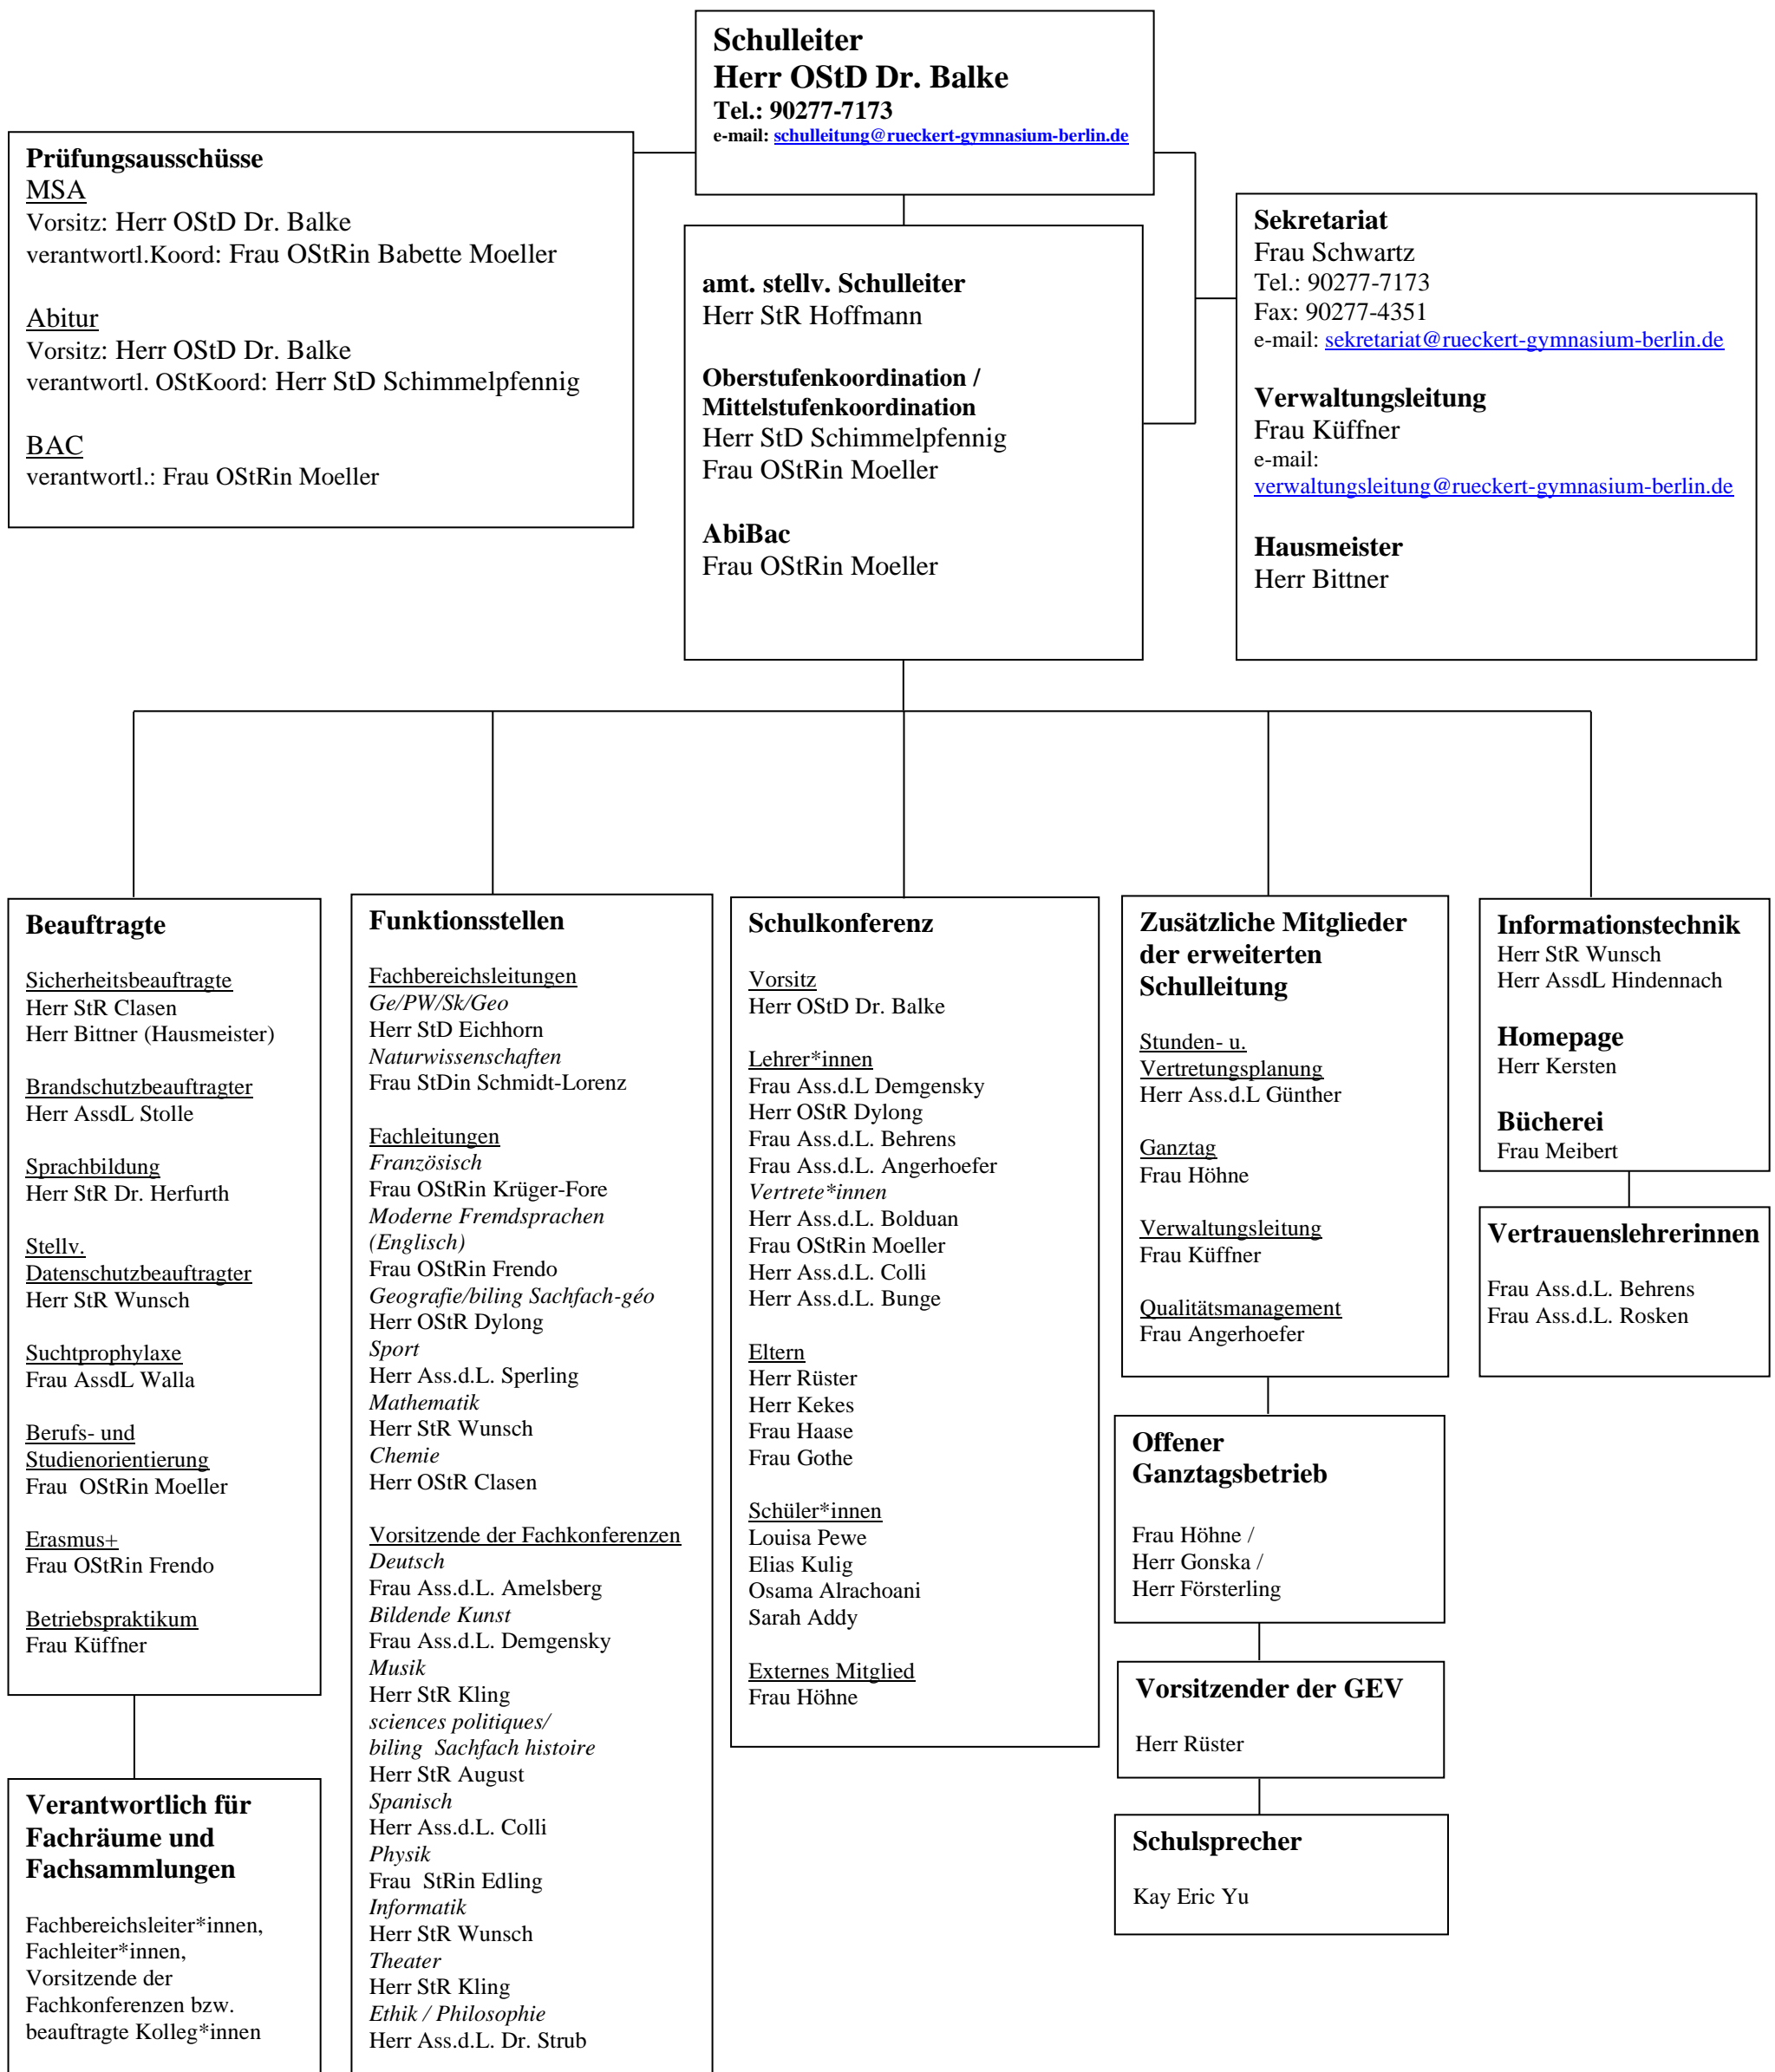 Schulleiter
Herr OStD Dr. Balke
Tel.: 90277-7173
e-mail: schulleitung@rueckert-gymnasium-berlin.de
Prüfungsausschüsse
MSA
Vorsitz: Herr OStD Dr. Balke
verantwortl.Koord: Frau OStRin Babette Moeller
Abitur
Vorsitz: Herr OStD Dr. Balke
verantwortl. OStKoord: Herr StD Schimmelpfennig
BAC
verantwortl.: Frau OStRin Moeller
amt. stellv. Schulleiter
Herr StR Hoffmann
Oberstufenkoordination /
Mittelstufenkoordination
Herr StD Schimmelpfennig
Frau OStRin Moeller
AbiBac
Frau OStRin Moeller
Sekretariat
Frau Schwartz
Tel.: 90277-7173
Fax: 90277-4351
e-mail: sekretariat@rueckert-gymnasium-berlin.de
Verwaltungsleitung
Frau Küffner
e-mail:
verwaltungsleitung@rueckert-gymnasium-berlin.de
Hausmeister
Herr Bittner
Beauftragte
Sicherheitsbeauftragte
Herr StR Clasen
Herr Bittner (Hausmeister)
Brandschutzbeauftragter
Herr AssdL Stolle
Sprachbildung
Herr StR Dr. Herfurth
Stellv.
Datenschutzbeauftragter
Herr StR Wunsch
Suchtprophylaxe
Frau AssdL Walla
Berufs- und
Studienorientierung
Frau OStRin Moeller
Erasmus+
Frau OStRin Frendo
Betriebspraktikum
Frau Küffner
Verantwortlich für
Fachräume und
Fachsammlungen
Fachbereichsleiter*innen,
Fachleiter*innen,
Vorsitzende der
Fachkonferenzen bzw.
beauftragte Kolleg*innen
Funktionsstellen
Fachbereichsleitungen
Ge/PW/Sk/Geo
Herr StD Eichhorn
Naturwissenschaften
Frau StDin Schmidt-Lorenz
Fachleitungen
Französisch
Frau OStRin Krüger-Fore
Moderne Fremdsprachen
(Englisch)
Frau OStRin Frendo
Geografie/biling Sachfach-géo
Herr OStR Dylong
Sport
Herr Ass.d.L. Sperling
Mathematik
Herr StR Wunsch
Chemie
Herr OStR Clasen
Vorsitzende der Fachkonferenzen
Deutsch
Frau Ass.d.L. Amelsberg
Bildende Kunst
Frau Ass.d.L. Demgensky
Musik
Herr StR Kling
sciences politiques/
biling Sachfach histoire
Herr StR August
Spanisch
Herr Ass.d.L. Colli
Physik
Frau StRin Edling
Informatik
Herr StR Wunsch
Theater
Herr StR Kling
Ethik / Philosophie
Herr Ass.d.L. Dr. Strub
Schulkonferenz
Vorsitz
Herr OStD Dr. Balke
Lehrer*innen
Frau Ass.d.L Demgensky
Herr OStR Dylong
Frau Ass.d.L. Behrens
Frau Ass.d.L. Angerhoefer
Vertrete*innen
Herr Ass.d.L. Bolduan
Frau OStRin Moeller
Herr Ass.d.L. Colli
Herr Ass.d.L. Bunge
Eltern
Herr Rüster
Herr Kekes
Frau Haase
Frau Gothe
Schüler*innen
Louisa Pewe
Elias Kulig
Osama Alrachoani
Sarah Addy
Externes Mitglied
Frau Höhne
Zusätzliche Mitglieder
der erweiterten
Schulleitung
Stunden- u.
Vertretungsplanung
Herr Ass.d.L Günther
Ganztag
Frau Höhne
Verwaltungsleitung
Frau Küffner
Qualitätsmanagement
Frau Angerhoefer
Offener
Ganztagsbetrieb
Frau Höhne /
Herr Gonska /
Herr Försterling
Vorsitzender der GEV
Herr Rüster
Schulsprecher
Kay Eric Yu
Informationstechnik
Herr StR Wunsch
Herr AssdL Hindennach
Homepage
Herr Kersten
Bücherei
Frau Meibert
Vertrauenslehrerinnen
Frau Ass.d.L. Behrens
Frau Ass.d.L. Rosken